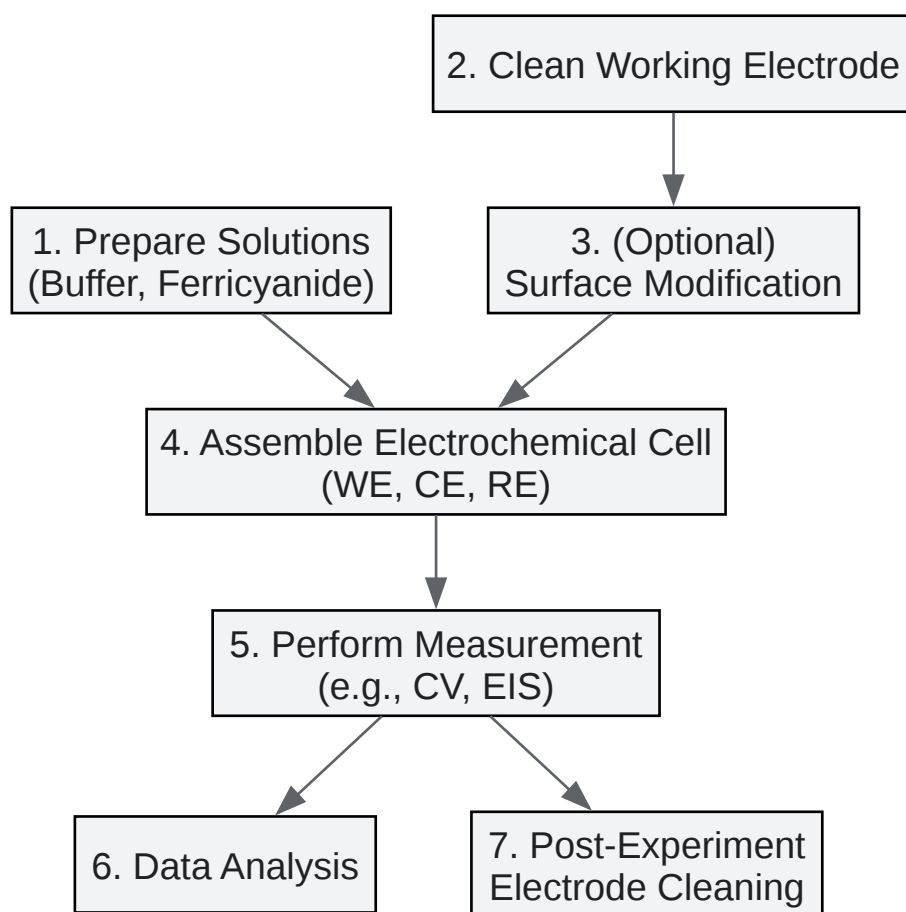 2. Clean Working Electrode
1. Prepare Solutions
(Buffer, Ferricyanide)
3. (Optional)
Surface Modification
4. Assemble Electrochemical Cell
(WE, CE, RE)
5. Perform Measurement
(e.g., CV, EIS)
6. Data Analysis
7. Post-Experiment
Electrode Cleaning